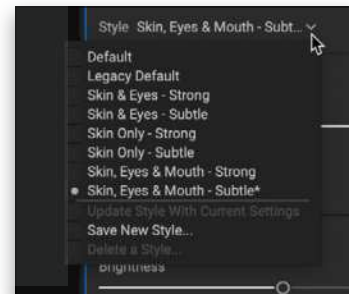 Style Skin, Eyes & Mouth - Subt...
Default
Legacy Default
Skin & Eyes - Strong
Skin & Eyes - Subtle
Skin Only - Strong
Skin Only - Subtle
Skin, Eyes & Mouth - Strong
Skin, Eyes & Mouth - Subtle*
Update Style With Current Settings
Save New Style...
Delete a Style...
Brightness